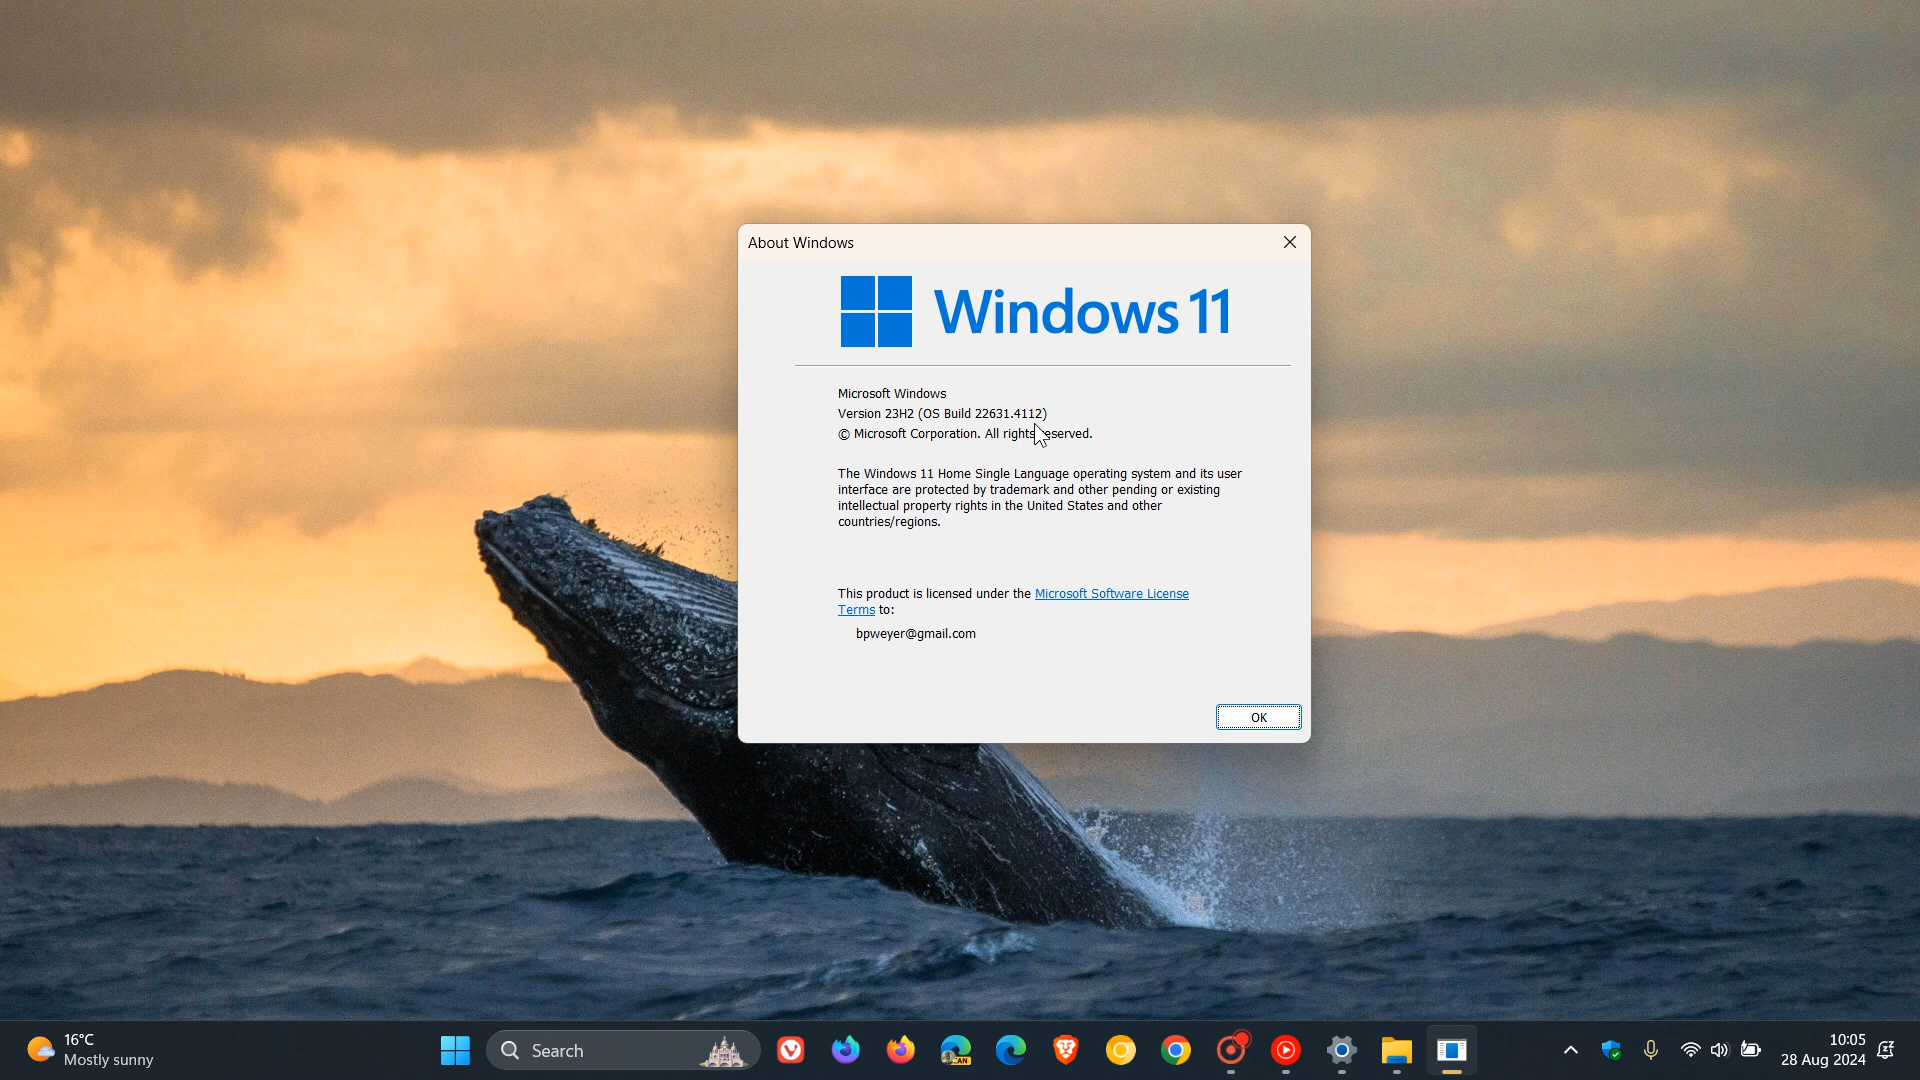 About Windows
Windows 11
Microsoft Windows
Version 23H2 (OS Build 22631.4112)
© Microsoft Corporation. All rights eserved.
The Windows 11 Home Single Language operating system and its user
interface are protected by trademark and other pending or existing
intellectual property rights in the United States and other
countries/regions.
This product is licensed under the Microsoft Software License
Terms to:
bpweyer@gmail.com
OK
16°C
Mostly sunny
Search
CAN
10:05
28 Aug 2024